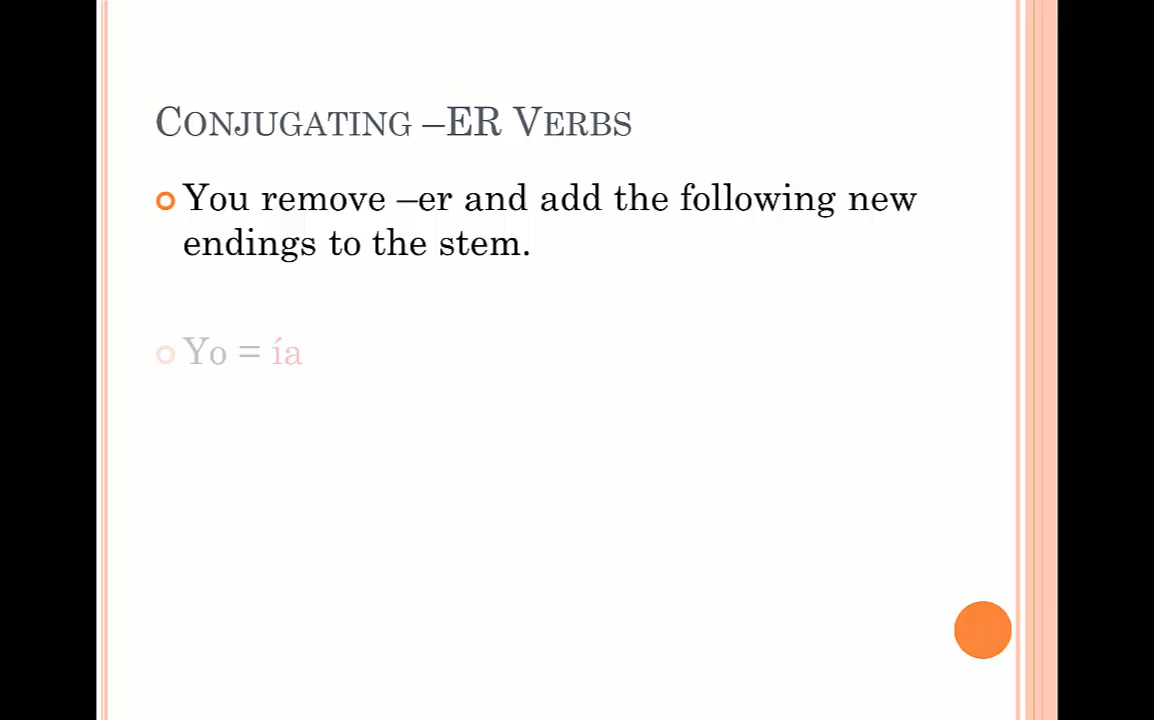 CONJUGATING –ER VERBS
You remove –er and add the following new
endings to the stem.
Yo = ía